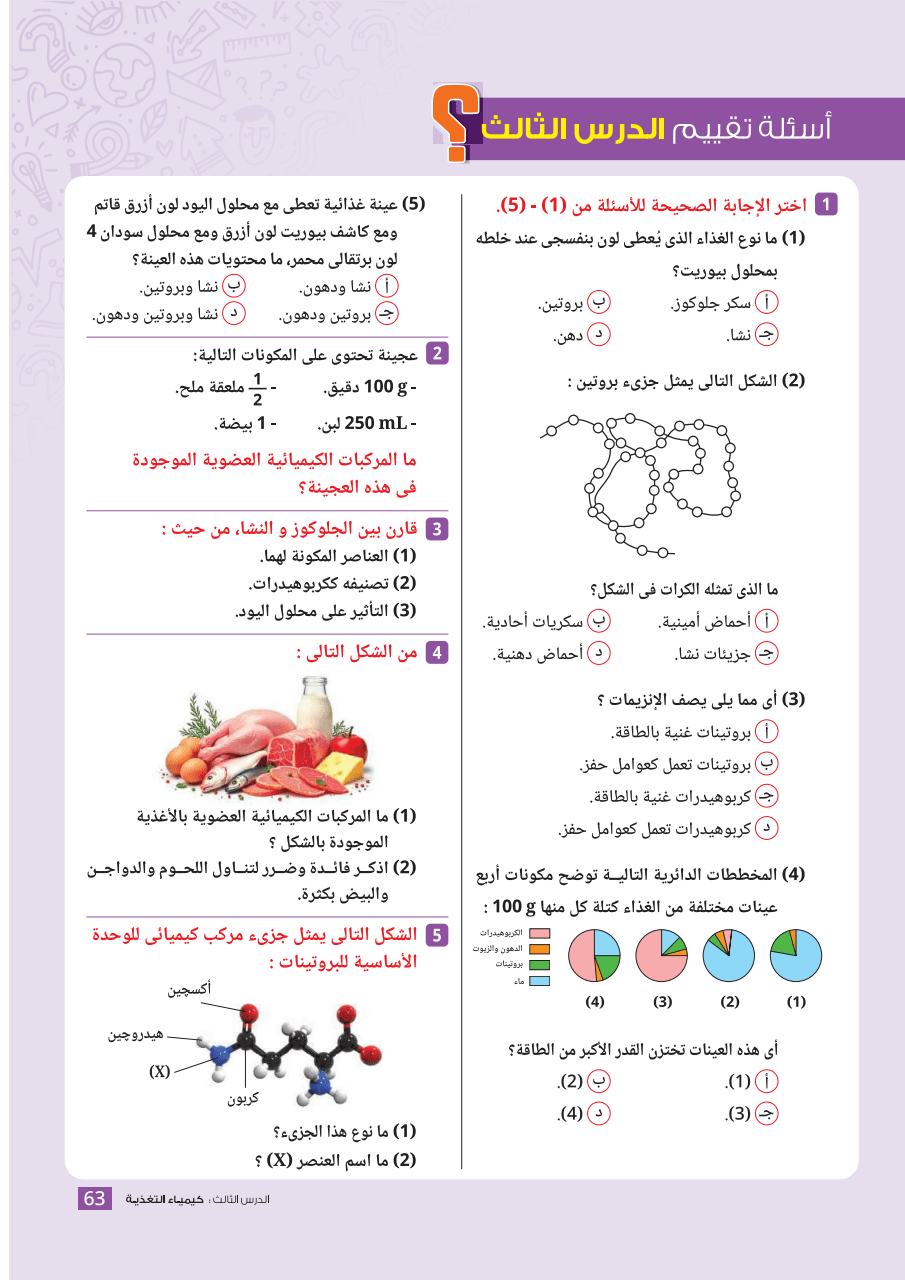 أسئلة تقييم الدرس الثالث
1 اختر الإجابة الصحيحة للأسئلة من (1) - (5).
(1) ما نوع الغذاء الذى يُعطى لون بنفسجى عند خلطه
بمحلول بيوريت؟
أ سكر جلوكوز. ب بروتين.
جـ نشا. د دهن.
(2) الشكل التالى يمثل جزىء بروتين :
ما الذى تمثله الكرات فى الشكل؟
أ أحماض أمينية. ب سكريات أحادية.
جـ جزيئات نشا. د أحماض دهنية.
(3) أى مما يلى يصف الإنزيمات ؟
أ بروتينات غنية بالطاقة.
ب بروتينات تعمل كعوامل حفز.
جـ كربوهيدرات غنية بالطاقة.
د كربوهيدرات تعمل كعوامل حفز.
(4) المخططات الدائرية التاليــة توضح مكونات أربع
عينات مختلفة من الغذاء كتلة كل منها 100 g :
الكربوهيدرات
الدهون والزيوت
بروتينات
ماء
(1) (2) (3) (4)
أى هذه العينات تختزن القدر الأكبر من الطاقة؟
أ (1). ب (2).
جـ (3). د (4).
(5) عينة غذائية تعطى مع محلول اليود لون أزرق قاتم
ومع كاشف بيوريت لون أزرق ومع محلول سودان 4
لون برتقالى محمر، ما محتويات هذه العينة؟
أ نشا ودهون. ب نشا وبروتين.
جـ بروتين ودهون. د نشا وبروتين ودهون.
2 عجينة تحتوى على المكونات التالية:
- 100 g دقيق. - 1/2 ملعقة ملح.
- 250 mL لبن. - 1 بيضة.
ما المركبات الكيميائية العضوية الموجودة
فى هذه العجينة؟
3 قارن بين الجلوكوز و النشا، من حيث :
(1) العناصر المكونة لهما.
(2) تصنيفه ككربوهيدرات.
(3) التأثير على محلول اليود.
4 من الشكل التالى :
(1) ما المركبات الكيميائية العضوية بالأغذية
الموجودة بالشكل ؟
(2) اذكــر فائــدة وضــرر لتنــاول اللحــوم والدواجــن
والبيض بكثرة.
5 الشكل التالى يمثل جزىء مركب كيميائى للوحدة
الأساسية للبروتينات :
أكسچين
هيدروچين
(X)
كربون
(1) ما نوع هذا الجزىء؟
(2) ما اسم العنصر (X) ؟
الدرس الثالث : كيمياء التغذية 63